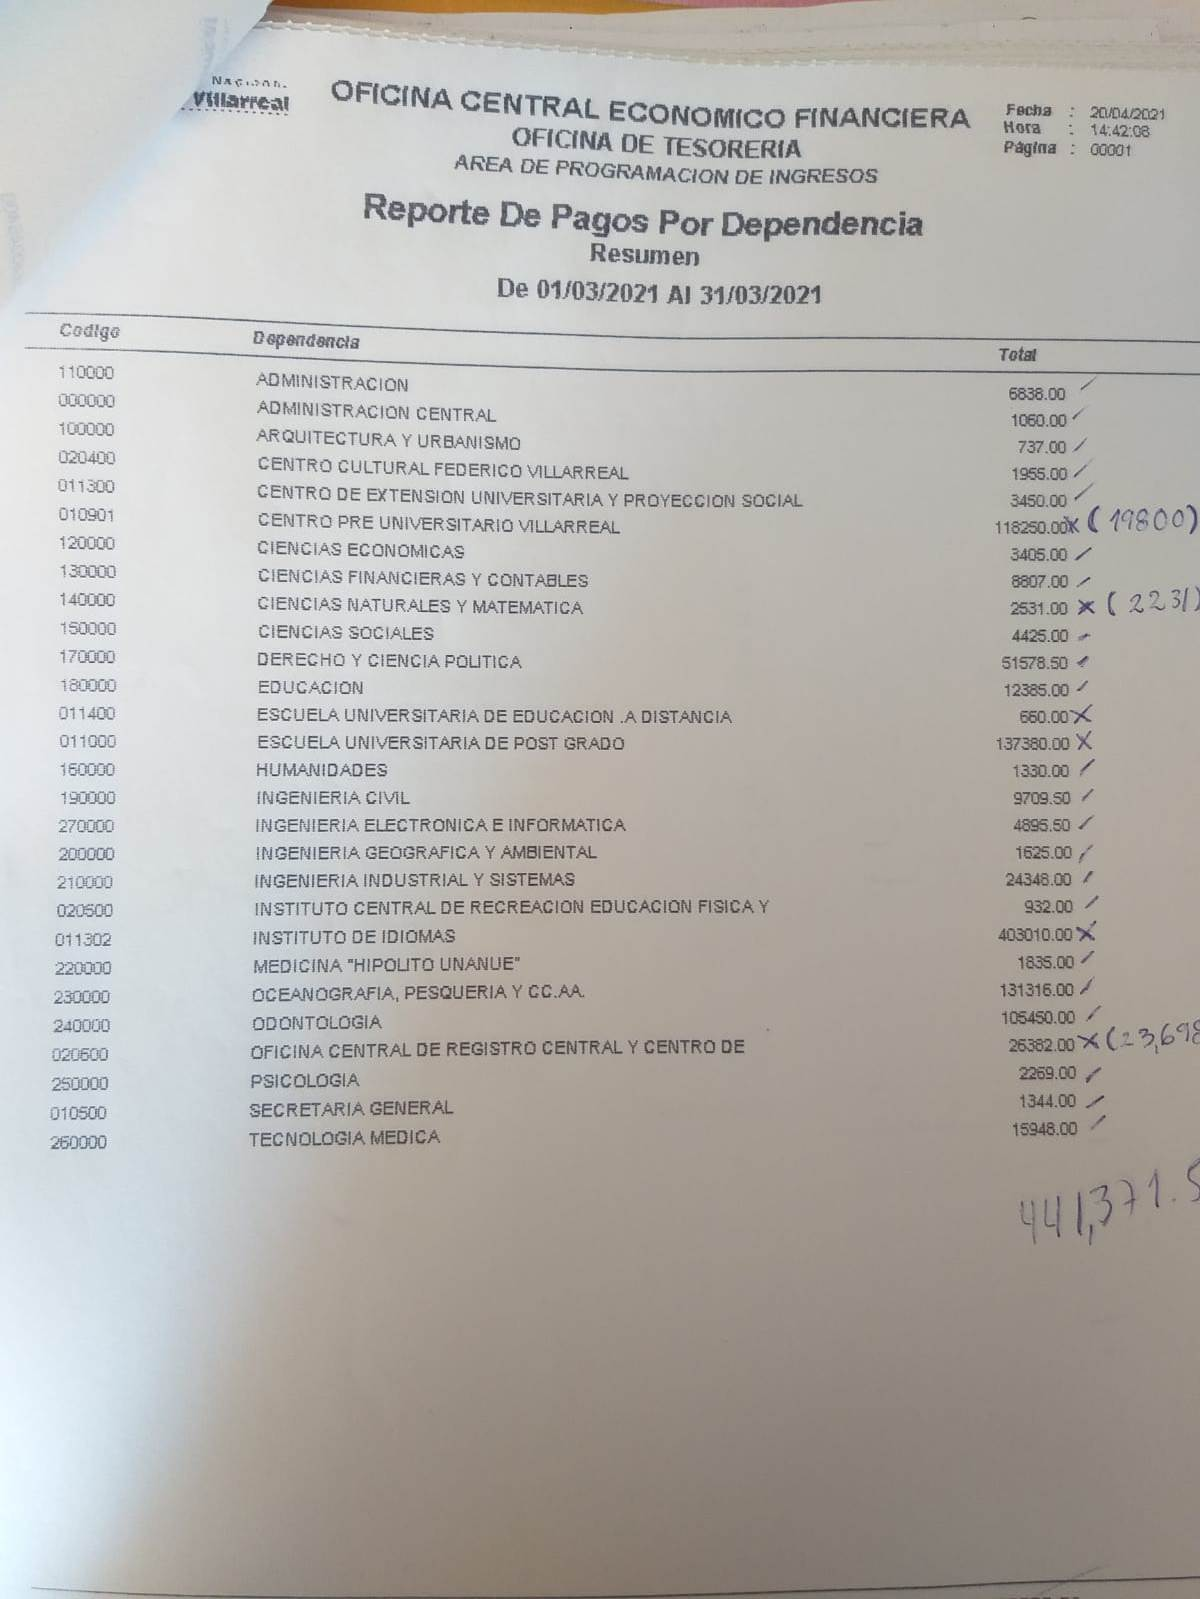 Nacional
Villarreal
OFICINA CENTRAL ECONOMICO FINANCIERA
OFICINA DE TESORERIA
AREA DE PROGRAMACION DE INGRESOS
Fecha : 20/04/2021
Hora : 14:42:08
Página : 00001
Reporte De Pagos Por Dependencia
Resumen
De 01/03/2021 Al 31/03/2021
Codigo Dependencia Total
110000 ADMINISTRACION 6838.00
000000 ADMINISTRACION CENTRAL 1060.00
100000 ARQUITECTURA Y URBANISMO 737.00
020400 CENTRO CULTURAL FEDERICO VILLARREAL 1955.00
011300 CENTRO DE EXTENSION UNIVERSITARIA Y PROYECCION SOCIAL 3450.00
010901 CENTRO PRE UNIVERSITARIO VILLARREAL 118250.00 x (19800)
120000 CIENCIAS ECONOMICAS 3405.00
130000 CIENCIAS FINANCIERAS Y CONTABLES 8807.00
140000 CIENCIAS NATURALES Y MATEMATICA 2531.00 x (2231)
150000 CIENCIAS SOCIALES 4425.00
170000 DERECHO Y CIENCIA POLITICA 51578.50
180000 EDUCACION 12385.00
011400 ESCUELA UNIVERSITARIA DE EDUCACION .A DISTANCIA 660.00 x
011000 ESCUELA UNIVERSITARIA DE POST GRADO 137380.00 x
160000 HUMANIDADES 1330.00
190000 INGENIERIA CIVIL 9709.50
270000 INGENIERIA ELECTRONICA E INFORMATICA 4895.50
200000 INGENIERIA GEOGRAFICA Y AMBIENTAL 1625.00
210000 INGENIERIA INDUSTRIAL Y SISTEMAS 24348.00
020500 INSTITUTO CENTRAL DE RECREACION EDUCACION FISICA Y 932.00
011302 INSTITUTO DE IDIOMAS 403010.00 x
220000 MEDICINA "HIPOLITO UNANUE" 1835.00
230000 OCEANOGRAFIA, PESQUERIA Y CC.AA. 131316.00
240000 ODONTOLOGIA 105450.00
020600 OFICINA CENTRAL DE REGISTRO CENTRAL Y CENTRO DE 26382.00 x (23,698
250000 PSICOLOGIA 2269.00
010500 SECRETARIA GENERAL 1344.00
260000 TECNOLOGIA MEDICA 15948.00
441,371.5